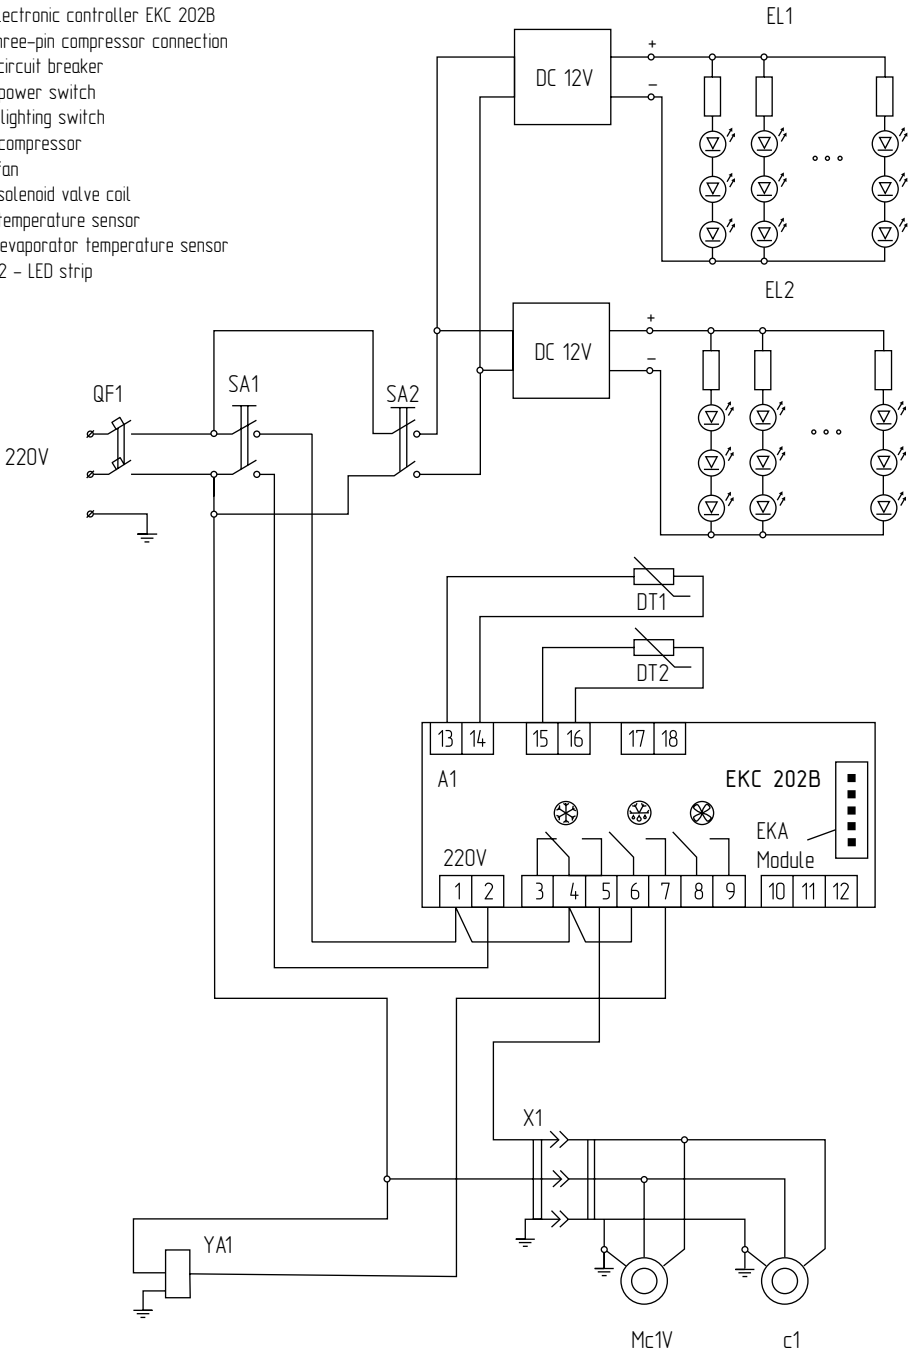 electronic controller EKC 202B
three-pin compressor connection
circuit breaker
power switch
lighting switch
compressor
fan
solenoid valve coil
temperature sensor
evaporator temperature sensor
2 - LED strip
EL1
DC 12V
+
–
EL2
DC 12V
+
–
QF1
SA1
SA2
220V
DT1
DT2
13 14 15 16 17 18
A1
EKC 202B
EKA
Module
220V
1 2 3 4 5 6 7 8 9 10 11 12
X1
YA1
Mc1V
c1